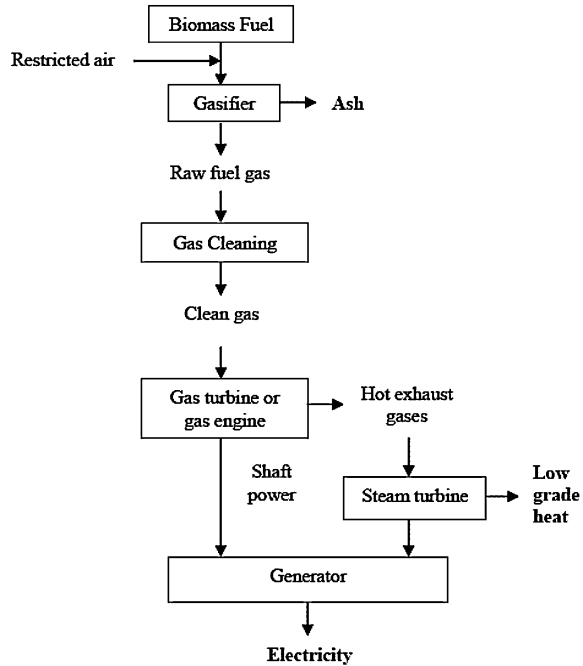 Biomass Fuel
Restricted air
Gasifier
Ash
Raw fuel gas
Gas Cleaning
Clean gas
Gas turbine or
gas engine
Hot exhaust
gases
Shaft
power
Steam turbine
Low
grade
heat
Generator
Electricity